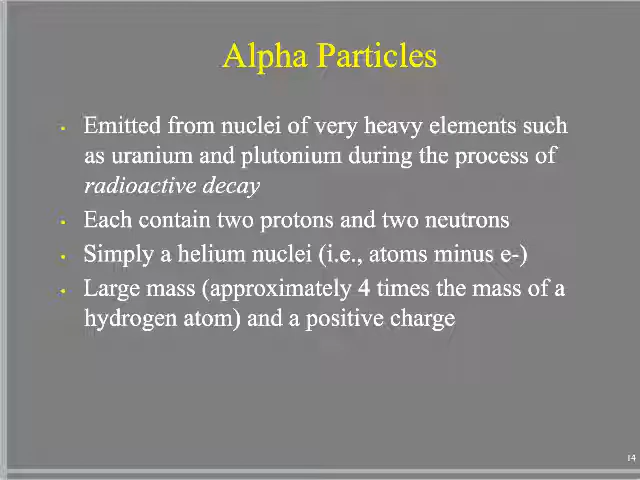 Alpha Particles
• Emitted from nuclei of very heavy elements such
as uranium and plutonium during the process of
radioactive decay
• Each contain two protons and two neutrons
• Simply a helium nuclei (i.e., atoms minus e-)
• Large mass (approximately 4 times the mass of a
hydrogen atom) and a positive charge
14